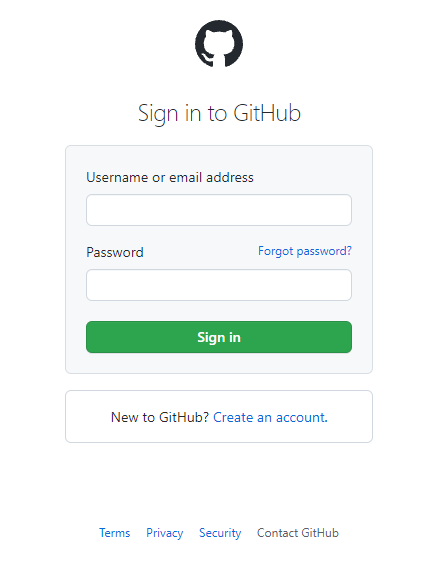 Sign in to GitHub
Username or email address
Password Forgot password?
Sign in
New to GitHub? Create an account.
Terms Privacy Security Contact GitHub